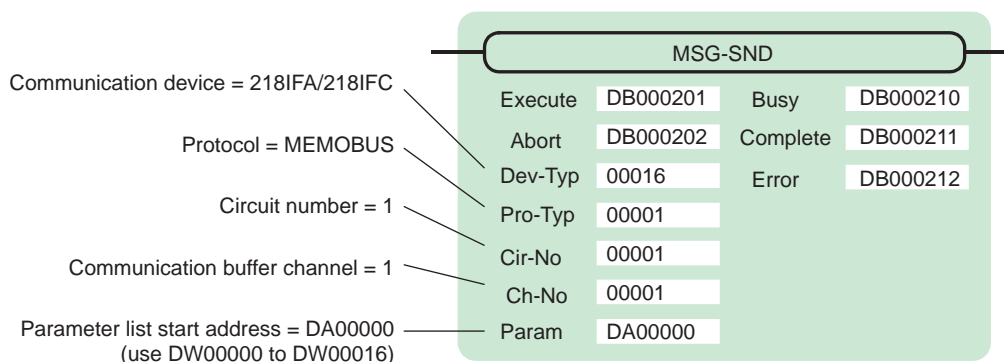 MSG-SND
Communication device = 218IFA/218IFC
Execute DB000201 Busy DB000210
Protocol = MEMOBUS
Abort DB000202 Complete DB000211
Dev-Typ 00016 Error DB000212
Circuit number = 1
Pro-Typ 00001
Cir-No 00001
Communication buffer channel = 1
Ch-No 00001
Parameter list start address = DA00000
(use DW00000 to DW00016)
Param DA00000